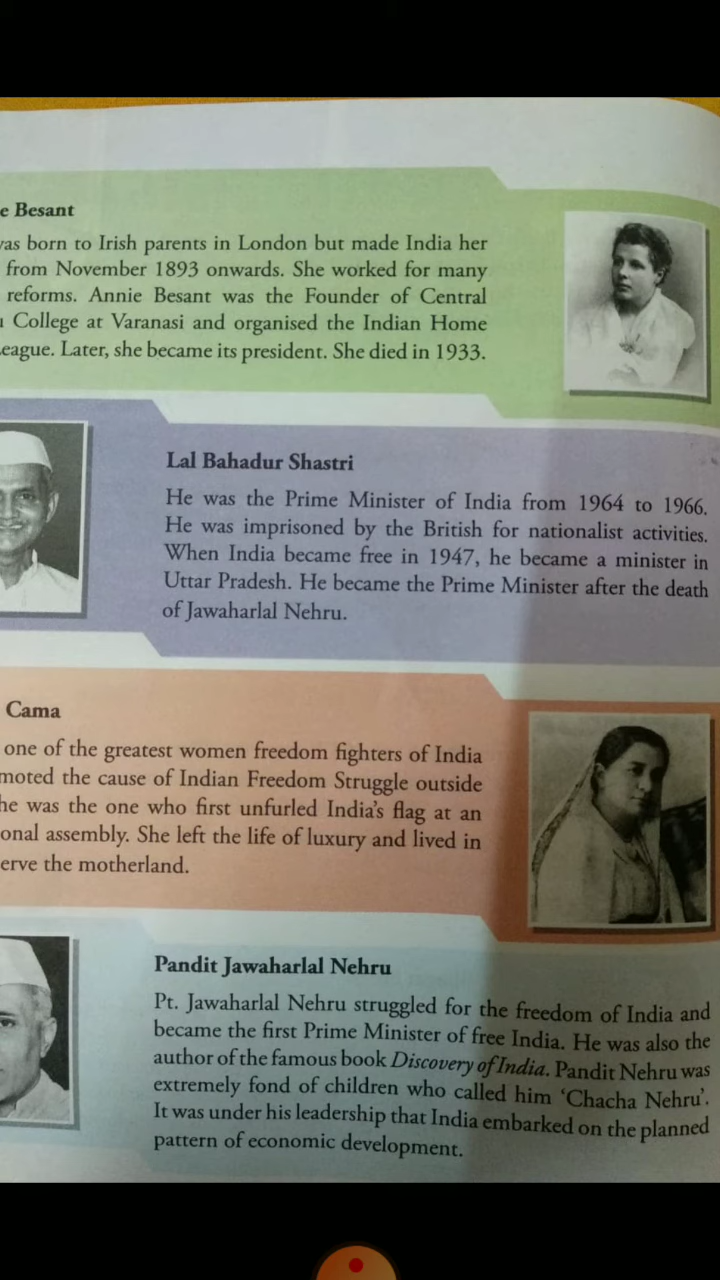 e Besant
was born to Irish parents in London but made India her
from November 1893 onwards. She worked for many
reforms. Annie Besant was the Founder of Central
College at Varanasi and organised the Indian Home
League. Later, she became its president. She died in 1933.
Lal Bahadur Shastri
He was the Prime Minister of India from 1964 to 1966.
He was imprisoned by the British for nationalist activities.
When India became free in 1947, he became a minister in
Uttar Pradesh. He became the Prime Minister after the death
of Jawaharlal Nehru.
Cama
one of the greatest women freedom fighters of India
moted the cause of Indian Freedom Struggle outside
he was the one who first unfurled India's flag at an
onal assembly. She left the life of luxury and lived in
erve the motherland.
Pandit Jawaharlal Nehru
Pt. Jawaharlal Nehru struggled for the freedom of India and
became the first Prime Minister of free India. He was also the
author of the famous book Discovery of India. Pandit Nehru was
extremely fond of children who called him 'Chacha Nehru'.
It was under his leadership that India embarked on the planned
pattern of economic development.